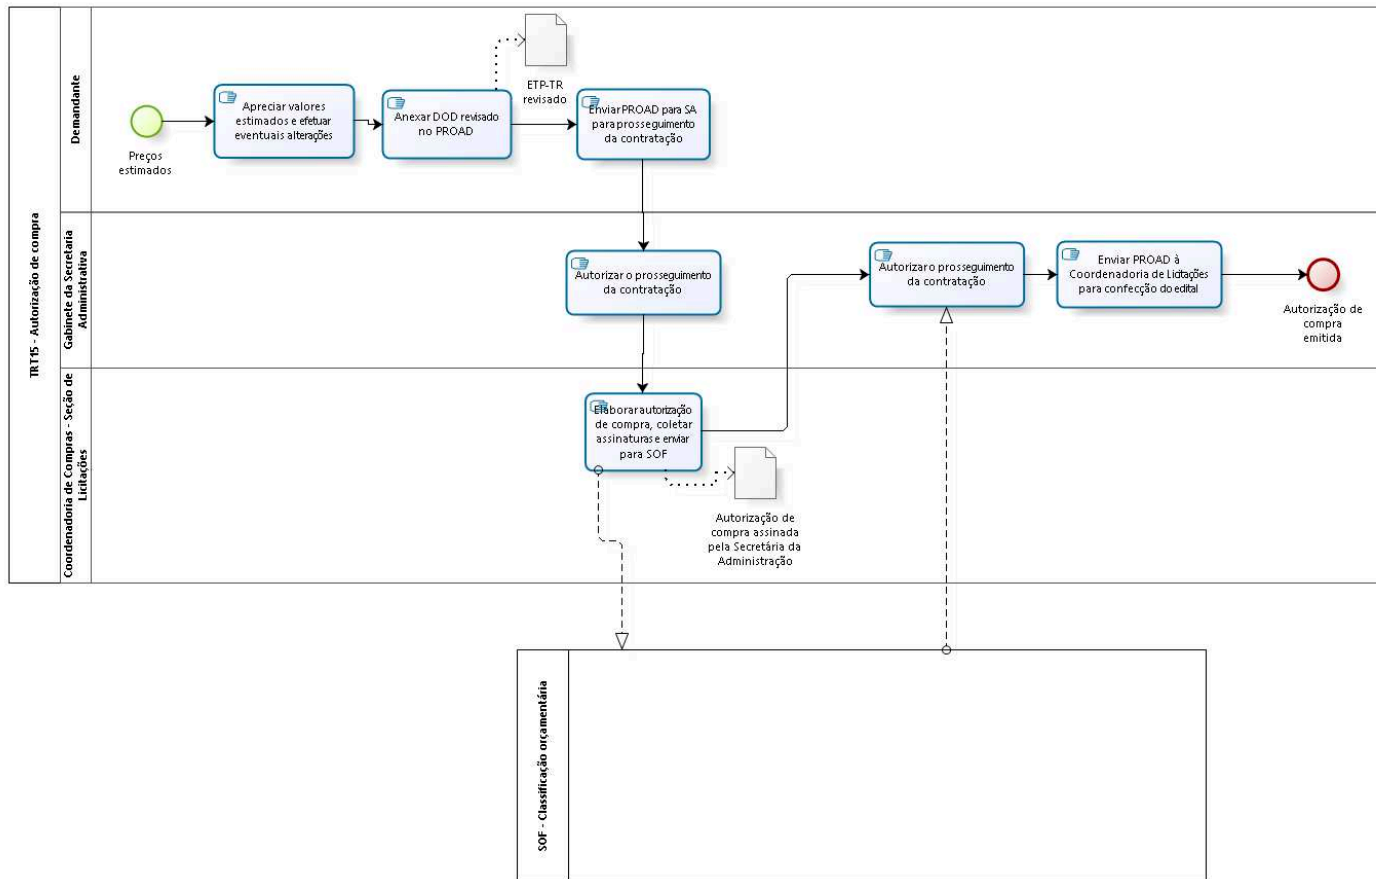 TRT15 - Autorização de compra
Demandante
Preços
estimados
Apreciar valores
estimados e efetuar
eventuais alterações
Anexar DOD revisado
no PROAD
ETP-TR
revisado
Enviar PROAD para SA
para prosseguimento
da contratação
Gabinete da Secretaria
Administrativa
Autorizar o prosseguimento
da contratação
Autorizar o prosseguimento
da contratação
Enviar PROAD à
Coordenadoria de Licitações
para confecção do edital
Autorização de
compra
emitida
Coordenadoria de Compras - Seção de
Licitações
Elaborar autorização
de compra, coletar
assinaturas e enviar
para SOF
Autorização de
compra assinada
pela Secretária da
Administração
SOF - Classificação orçamentária